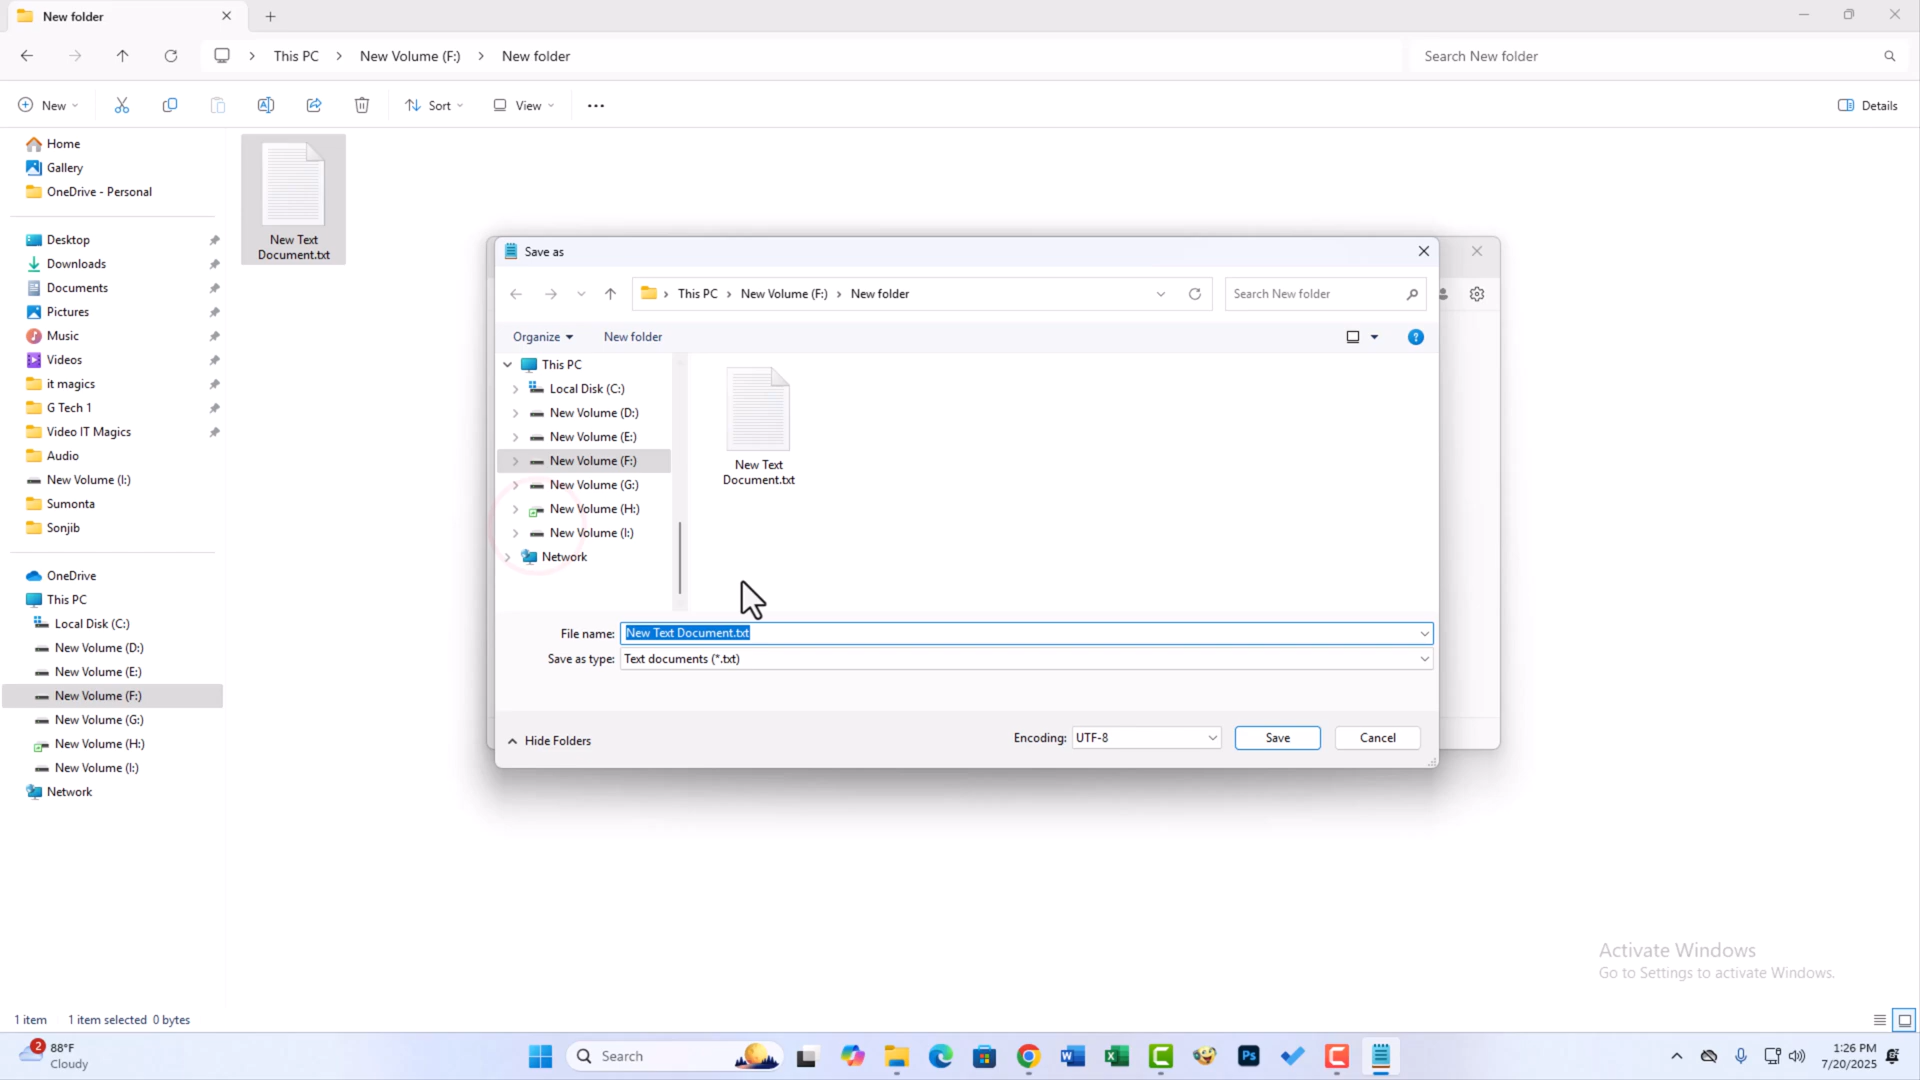 New folder
This PC > New Volume (F:) > New folder
Search New folder
New
Sort
View
Details
Home
Gallery
OneDrive - Personal
Desktop
Downloads
Documents
Pictures
Music
Videos
it magics
G Tech 1
Video IT Magics
Audio
New Volume (I:)
Sumonta
Sonjib
OneDrive
This PC
Local Disk (C:)
New Volume (D:)
New Volume (E:)
New Volume (F:)
New Volume (G:)
New Volume (H:)
New Volume (I:)
Network
New Text
Document.txt
Save as
This PC > New Volume (F:) > New folder
Search New folder
Organize
New folder
This PC
Local Disk (C:)
New Volume (D:)
New Volume (E:)
New Volume (F:)
New Volume (G:)
New Volume (H:)
New Volume (I:)
Network
New Text
Document.txt
File name: New Text Document.txt
Save as type: Text documents (*.txt)
Hide Folders
Encoding: UTF-8
Save
Cancel
Activate Windows
Go to Settings to activate Windows.
1 item
1 item selected 0 bytes
2
88°F
Cloudy
Search
Ps
1:26 PM
7/20/2025